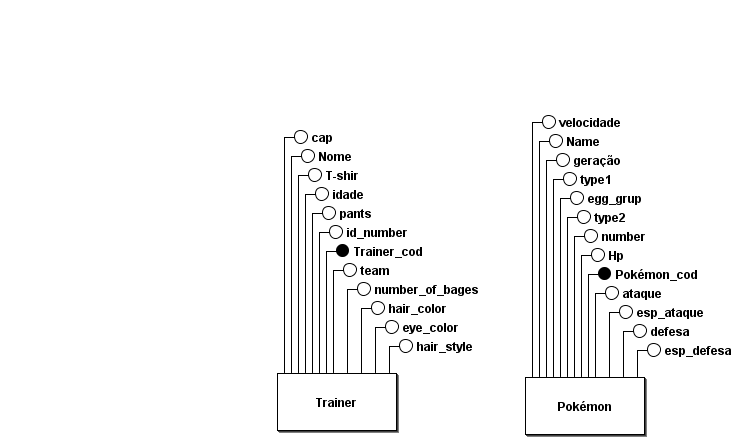 cap
Nome
T-shir
idade
pants
id_number
Trainer_cod
team
number_of_bages
hair_color
eye_color
hair_style
Trainer
velocidade
Name
geração
type1
egg_grup
type2
number
Hp
Pokémon_cod
ataque
esp_ataque
defesa
esp_defesa
Pokémon